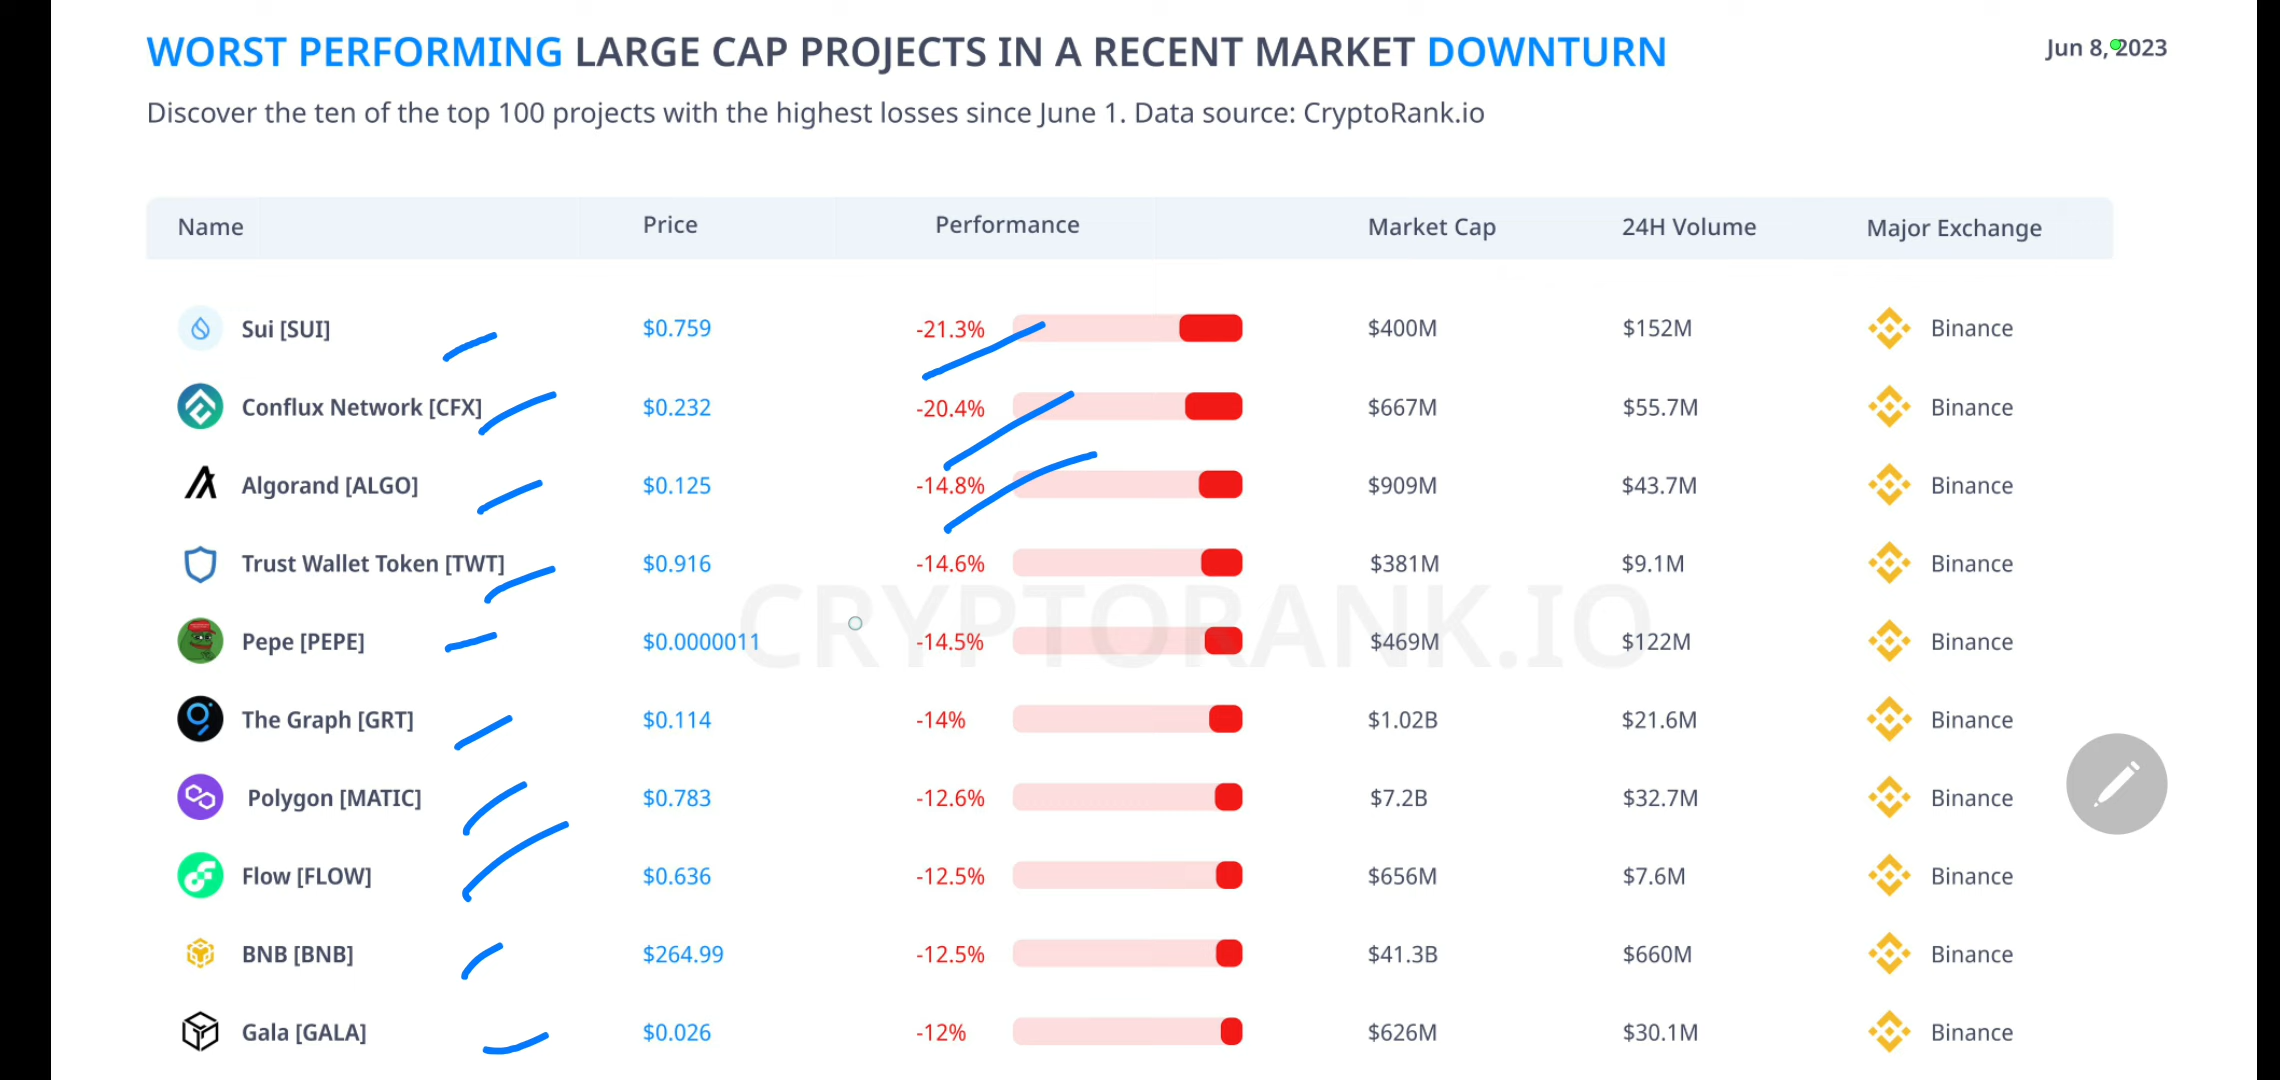 WORST PERFORMING LARGE CAP PROJECTS IN A RECENT MARKET DOWNTURN
Jun 8, 2023
Discover the ten of the top 100 projects with the highest losses since June 1. Data source: CryptoRank.io
Name Price Performance Market Cap 24H Volume Major Exchange
Sui [SUI] $0.759 -21.3% $400M $152M Binance
Conflux Network [CFX] $0.232 -20.4% $667M $55.7M Binance
Algorand [ALGO] $0.125 -14.8% $909M $43.7M Binance
Trust Wallet Token [TWT] $0.916 -14.6% $381M $9.1M Binance
CRYPTORANK.IO
Pepe [PEPE] $0.0000011 -14.5% $469M $122M Binance
The Graph [GRT] $0.114 -14% $1.02B $21.6M Binance
Polygon [MATIC] $0.783 -12.6% $7.2B $32.7M Binance
Flow [FLOW] $0.636 -12.5% $656M $7.6M Binance
BNB [BNB] $264.99 -12.5% $41.3B $660M Binance
Gala [GALA] $0.026 -12% $626M $30.1M Binance